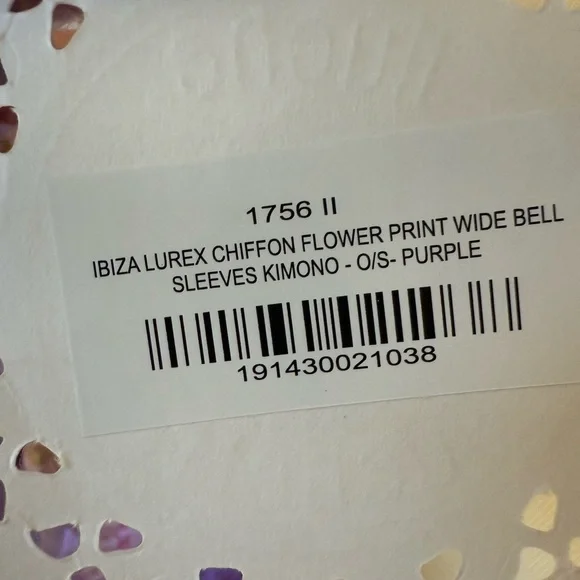 1756 II
IBIZA LUREX CHIFFON FLOWER PRINT WIDE BELL
SLEEVES KIMONO - O/S- PURPLE
191430021038